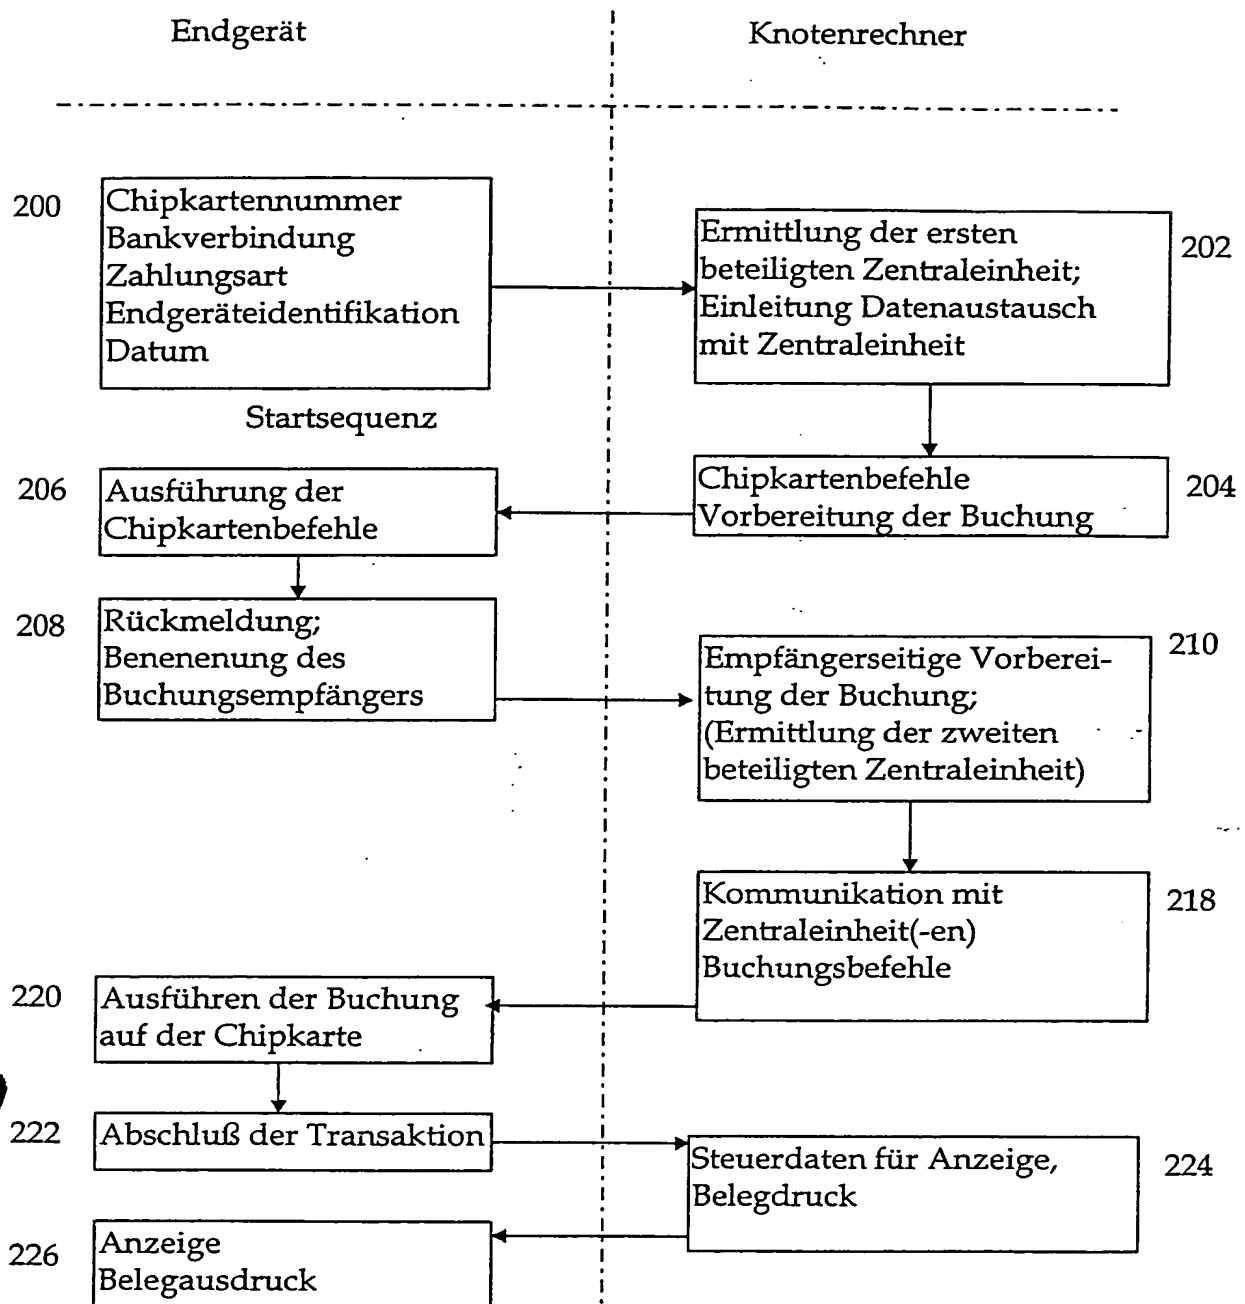 Endgerät
Knotenrechner
200
Chipkartennummer
Bankverbindung
Zahlungsart
Endgeräteidentifikation
Datum
Startsequenz
Ermittlung der ersten
beteiligten Zentraleinheit;
Einleitung Datenaustausch
mit Zentraleinheit
202
Chipkartenbefehle
Vorbereitung der Buchung
204
206
Ausführung der
Chipkartenbefehle
208
Rückmeldung;
Benenenung des
Buchungsempfängers
Empfängerseitige Vorberei-
tung der Buchung;
(Ermittlung der zweiten
beteiligten Zentraleinheit)
210
Kommunikation mit
Zentraleinheit(-en)
Buchungsbefehle
218
220
Ausführen der Buchung
auf der Chipkarte
222
Abschluß der Transaktion
Steuerdaten für Anzeige,
Belegdruck
224
226
Anzeige
Belegausdruck